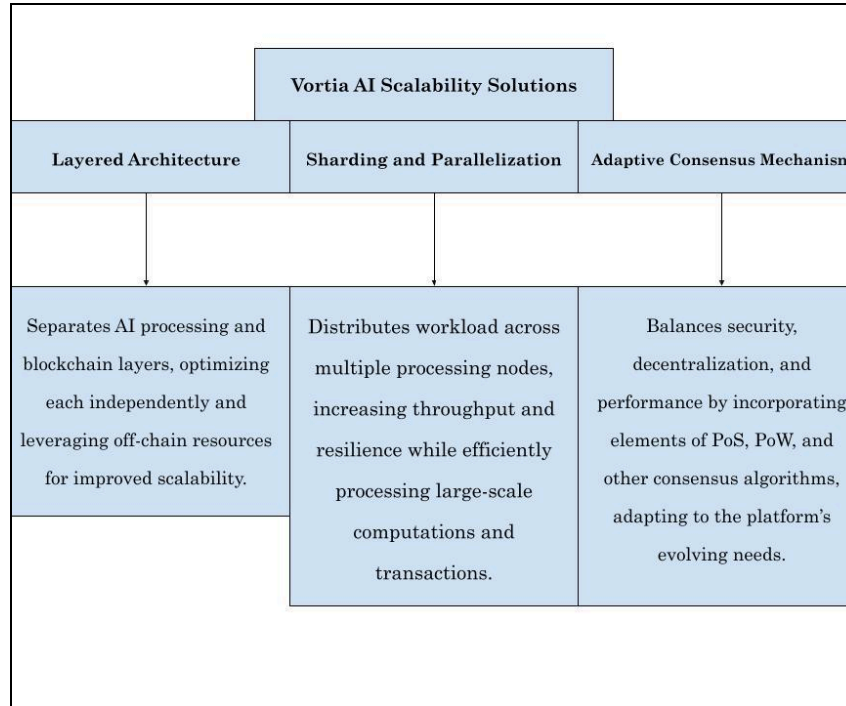 Vortia AI Scalability Solutions
Layered Architecture
Sharding and Parallelization
Adaptive Consensus Mechanism
Separates AI processing and
blockchain layers, optimizing
each independently and
leveraging off-chain resources
for improved scalability.
Distributes workload across
multiple processing nodes,
increasing throughput and
resilience while efficiently
processing large-scale
computations and
transactions.
Balances security,
decentralization, and
performance by incorporating
elements of PoS, PoW, and
other consensus algorithms,
adapting to the platform’s
evolving needs.